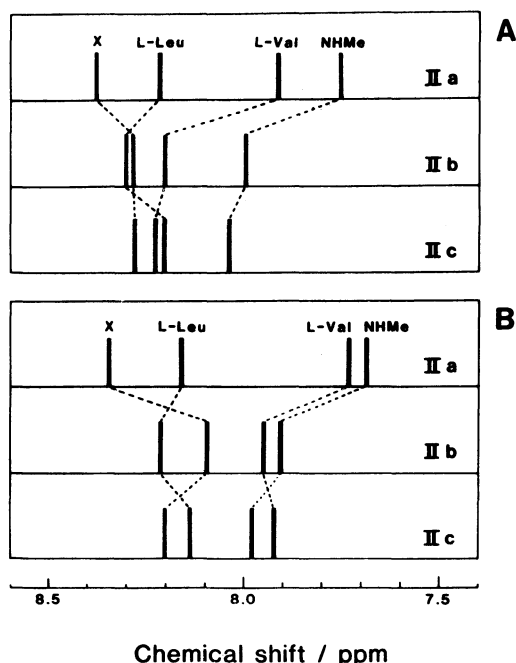 A
X L-Leu L-Val NHMe
II a
II b
II c
B
X L-Leu L-Val NHMe
II a
II b
II c
8.5 8.0 7.5
Chemical shift / ppm